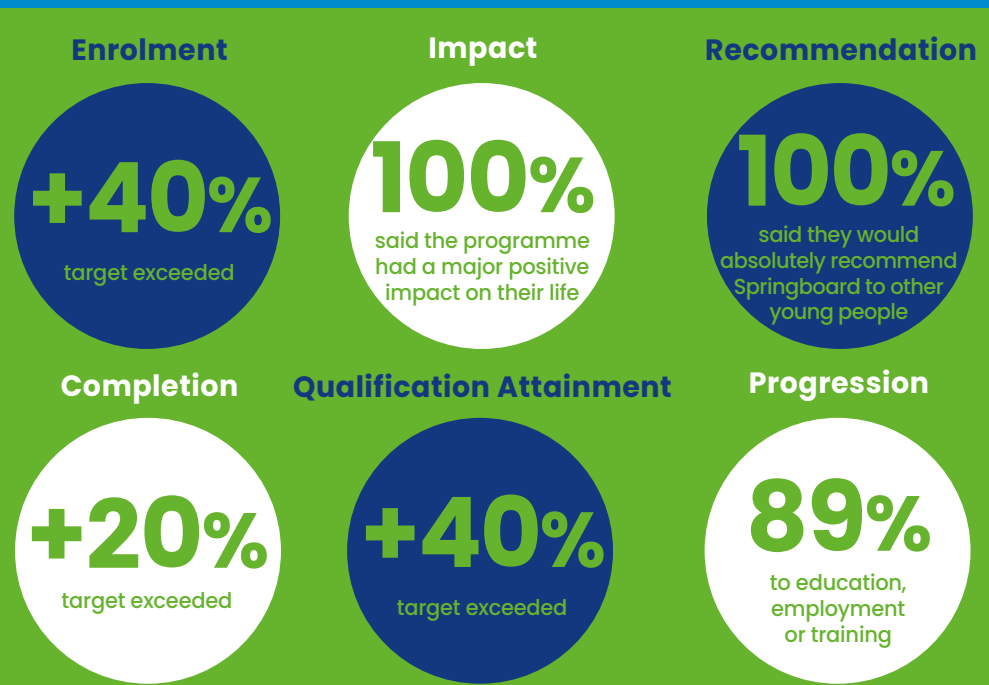 Enrolment
+40%
target exceeded
Impact
100%
said the programme
had a major positive
impact on their life
Recommendation
100%
said they would
absolutely recommend
Springboard to other
young people
Completion
+20%
target exceeded
Qualification Attainment
+40%
target exceeded
Progression
89%
to education,
employment
or training